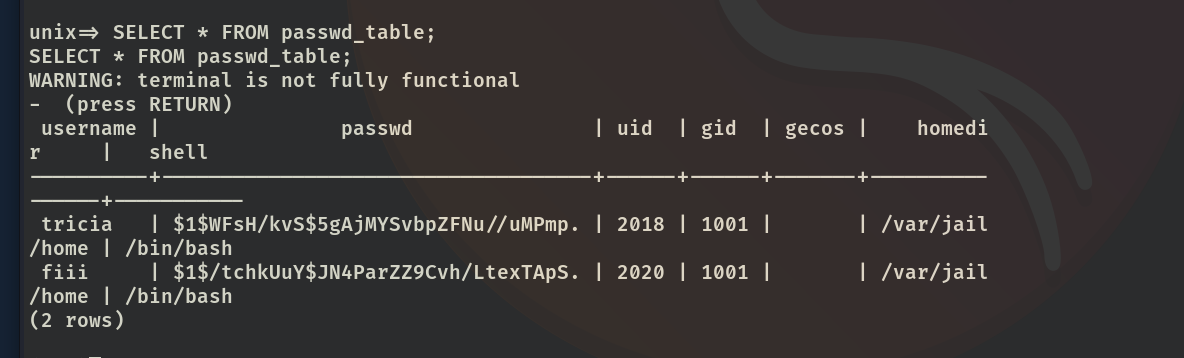 unix=> SELECT * FROM passwd_table;
SELECT * FROM passwd_table;
WARNING: terminal is not fully functional
-  (press RETURN)
 username |               passwd               | uid  | gid  | gecos |    homedi
r     |   shell
----------+------------------------------------+------+------+-------+----------
------+-----------
 tricia   | $1$WFsH/kvS$5gAjMYSvbpZFNu//uMPmp. | 2018 | 1001 |       | /var/jail
/home | /bin/bash
 fiii     | $1$/tchkUuY$JN4ParZZ9Cvh/LtexTApS. | 2020 | 1001 |       | /var/jail
/home | /bin/bash
(2 rows)